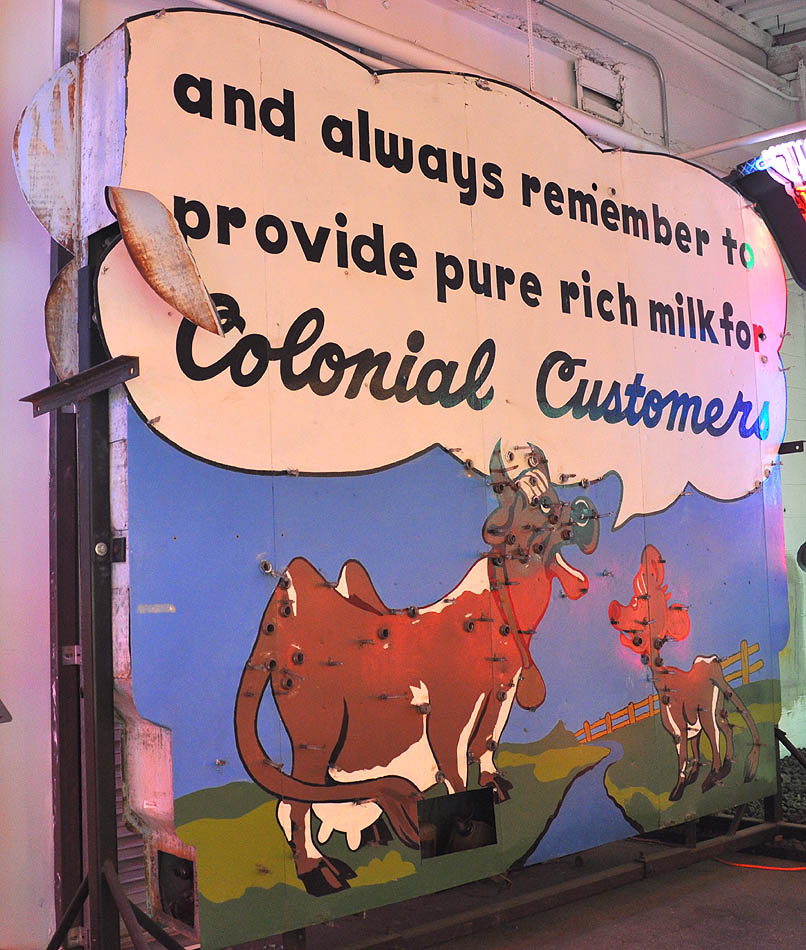 and always remember to
provide pure rich milk for
Colonial Customers